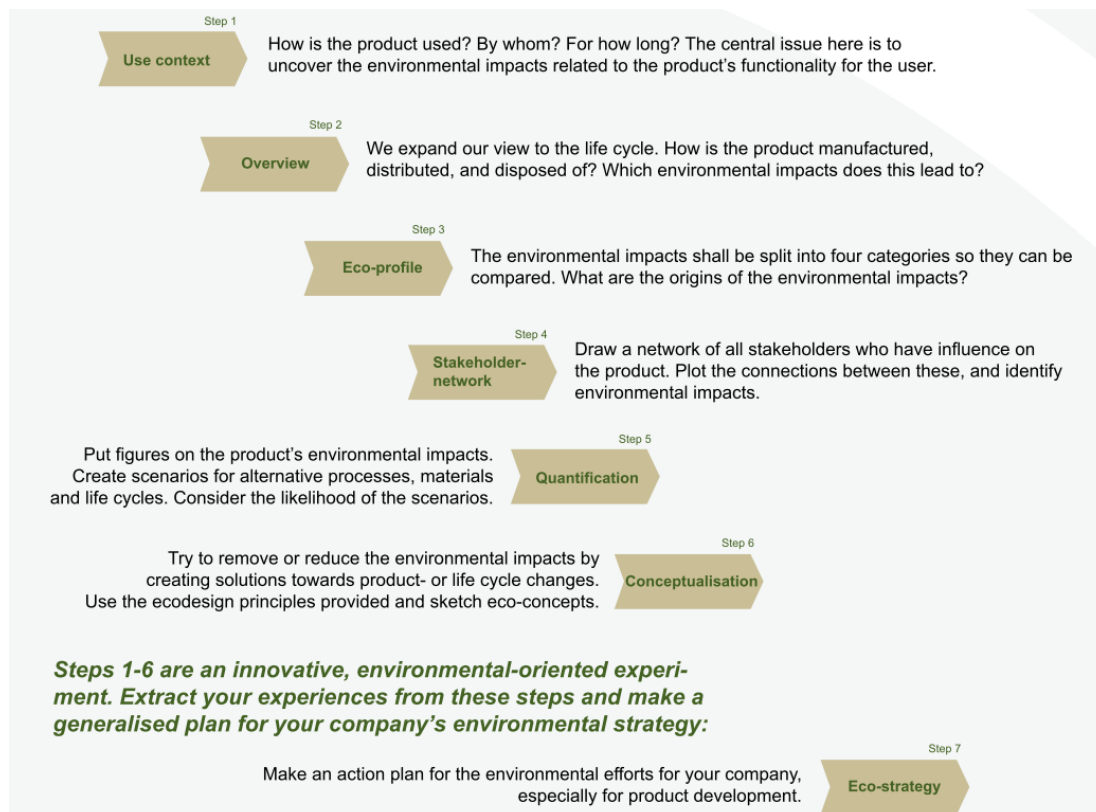 Step 1
Use context
How is the product used? By whom? For how long? The central issue here is to
uncover the environmental impacts related to the product's functionality for the user.
Step 2
Overview
We expand our view to the life cycle. How is the product manufactured,
distributed, and disposed of? Which environmental impacts does this lead to?
Step 3
Eco-profile
The environmental impacts shall be split into four categories so they can be
compared. What are the origins of the environmental impacts?
Step 4
Stakeholder-
network
Draw a network of all stakeholders who have influence on
the product. Plot the connections between these, and identify
environmental impacts.
Step 5
Quantification
Put figures on the product's environmental impacts.
Create scenarios for alternative processes, materials
and life cycles. Consider the likelihood of the scenarios.
Step 6
Conceptualisation
Try to remove or reduce the environmental impacts by
creating solutions towards product- or life cycle changes.
Use the ecodesign principles provided and sketch eco-concepts.
Steps 1-6 are an innovative, environmental-oriented experi-
ment. Extract your experiences from these steps and make a
generalised plan for your company's environmental strategy:
Step 7
Eco-strategy
Make an action plan for the environmental efforts for your company,
especially for product development.